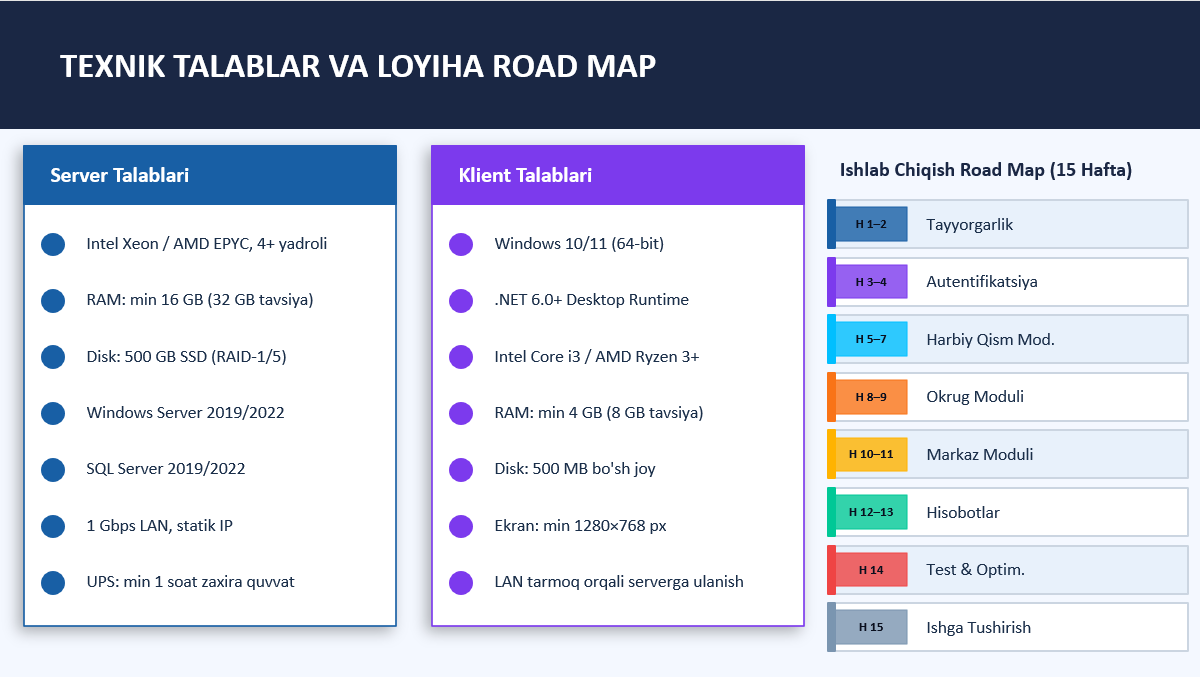 TEXNIK TALABLAR VA LOYIHA ROAD MAP
Server Talablari
Intel Xeon / AMD EPYC, 4+ yadroli
RAM: min 16 GB (32 GB tavsiya)
Disk: 500 GB SSD (RAID-1/5)
Windows Server 2019/2022
SQL Server 2019/2022
1 Gbps LAN, statik IP
UPS: min 1 soat zaxira quvvat
Klient Talablari
Windows 10/11 (64-bit)
.NET 6.0+ Desktop Runtime
Intel Core i3 / AMD Ryzen 3+
RAM: min 4 GB (8 GB tavsiya)
Disk: 500 MB bo'sh joy
Ekran: min 1280×768 px
LAN tarmoq orqali serverga ulanish
Ishlab Chiqish Road Map (15 Hafta)
H 1–2 Tayyorgarlik
H 3–4 Autentifikatsiya
H 5–7 Harbiy Qism Mod.
H 8–9 Okrug Moduli
H 10–11 Markaz Moduli
H 12–13 Hisobotlar
H 14 Test & Optim.
H 15 Ishga Tushirish